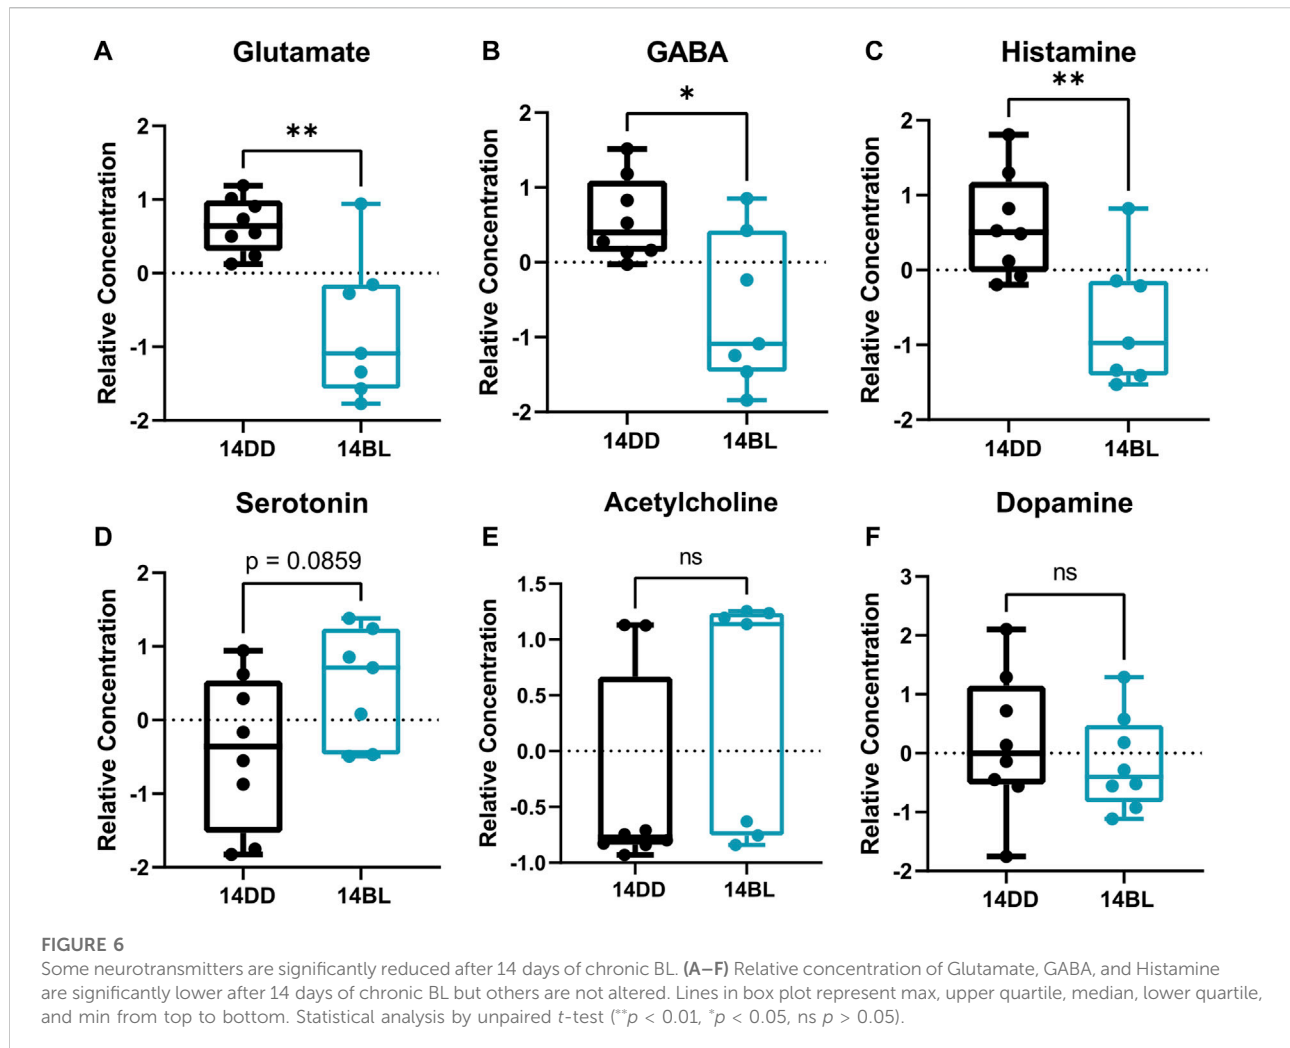 A
Glutamate
**
Relative Concentration
2
1
0
-1
-2
14DD
14BL
B
GABA
*
Relative Concentration
2
1
0
-1
-2
14DD
14BL
C
Histamine
**
Relative Concentration
2
1
0
-1
-2
14DD
14BL
D
Serotonin
p = 0.0859
Relative Concentration
2
1
0
-1
-2
14DD
14BL
E
Acetylcholine
ns
Relative Concentration
1.5
1.0
0.5
0.0
-0.5
-1.0
14DD
14BL
F
Dopamine
ns
Relative Concentration
3
2
1
0
-1
-2
14DD
14BL
FIGURE 6
Some neurotransmitters are significantly reduced after 14 days of chronic BL. (A–F) Relative concentration of Glutamate, GABA, and Histamine
are significantly lower after 14 days of chronic BL but others are not altered. Lines in box plot represent max, upper quartile, median, lower quartile,
and min from top to bottom. Statistical analysis by unpaired t-test (**p < 0.01, *p < 0.05, ns p > 0.05).